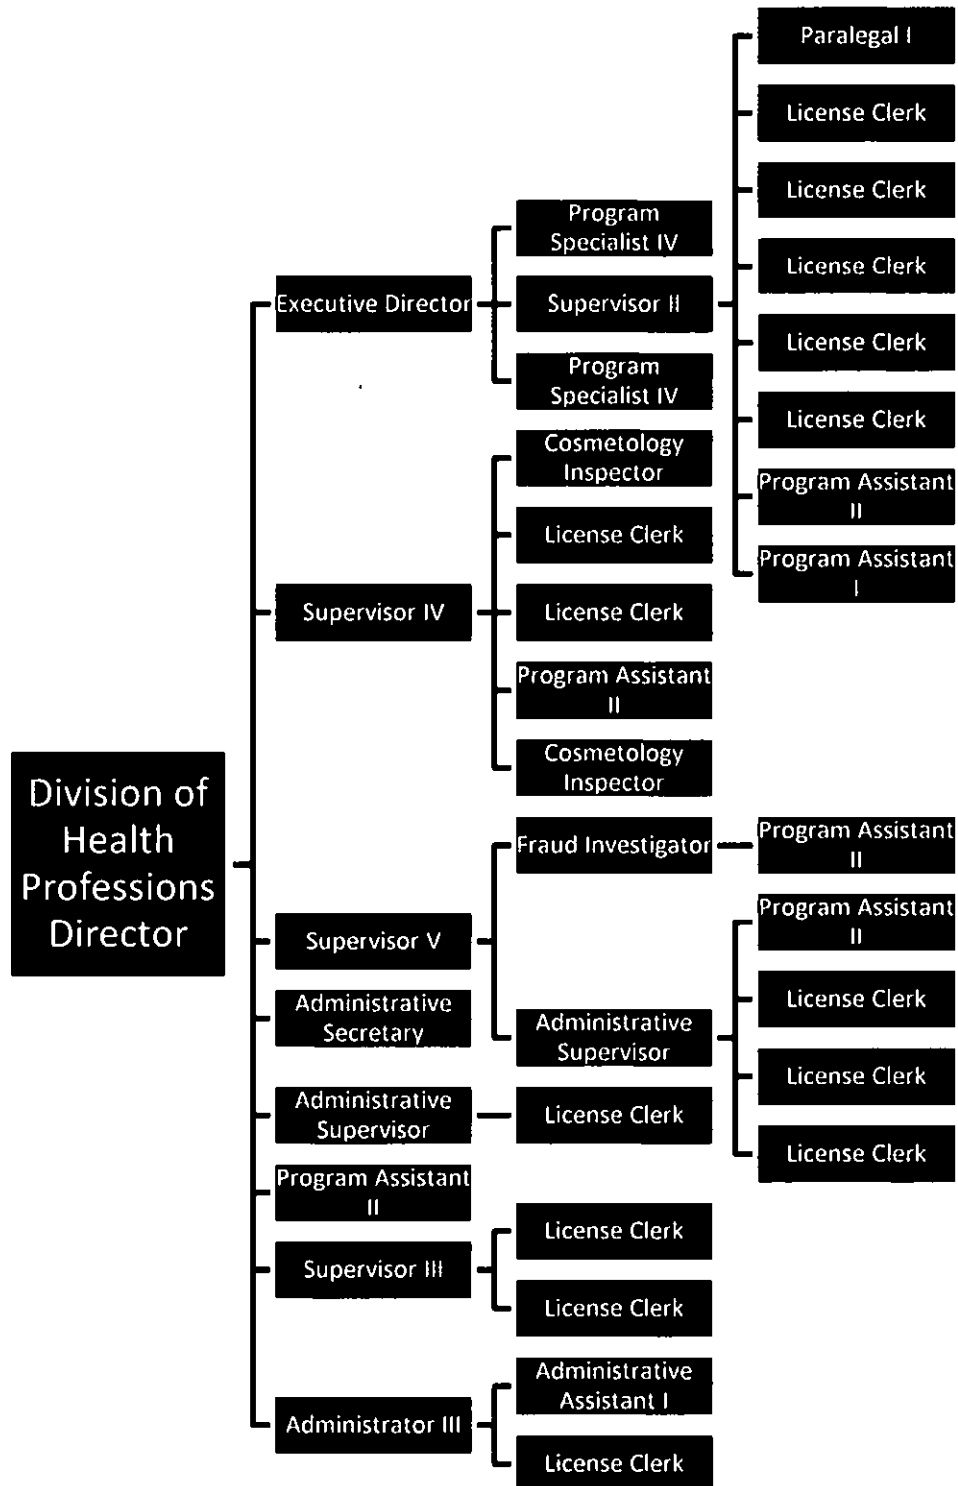 Division of
Health
Professions
Director
Executive Director
Supervisor IV
Supervisor V
Administrative
Secretary
Administrative
Supervisor
Program Assistant
II
Supervisor III
Administrator III
Program
Specialist IV
Supervisor II
Program
Specialist IV
Cosmetology
Inspector
License Clerk
License Clerk
Program Assistant
II
Cosmetology
Inspector
Fraud Investigator
Administrative
Supervisor
License Clerk
License Clerk
License Clerk
Administrative
Assistant I
License Clerk
Paralegal I
License Clerk
License Clerk
License Clerk
License Clerk
License Clerk
Program Assistant
II
Program Assistant
I
Program Assistant
II
Program Assistant
II
License Clerk
License Clerk
License Clerk